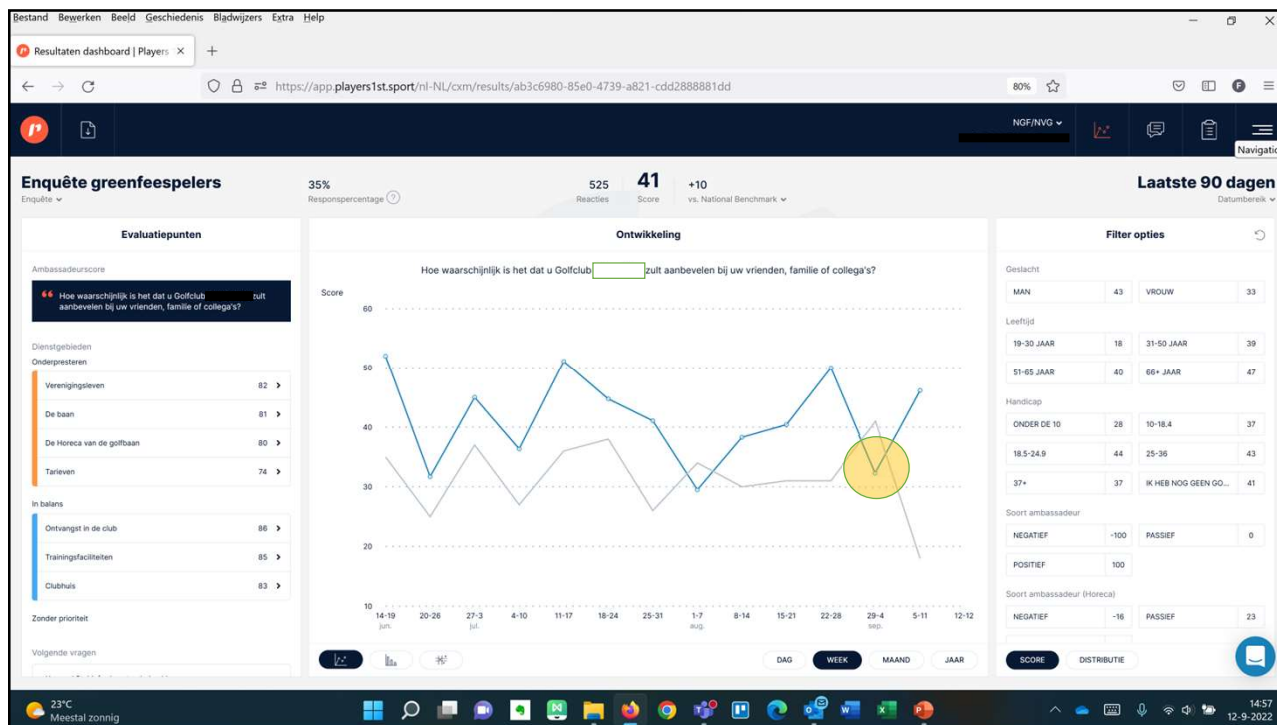 Bestand Bewerken Beeld Geschiedenis Bladwijzers Extra Help
Resultaten dashboard | Players
https://app.players1st.sport/nl-NL/cxm/results/ab3c6980-85e0-4739-a821-cdd2888881dd
80%
NGF/NVG
Navigatie
Enquête greenfeespelers
Enquête
35%
Responspercentage ?
525
Reacties
41
Score
+10
vs. National Benchmark
Laatste 90 dagen
Datumbereik
Evaluatiepunten
Ambassadeurscore
Hoe waarschijnlijk is het dat u Golfclub zult
aanbevelen bij uw vrienden, familie of collega's?
Dienstgebieden
Onderpresteren
Verenigingsleven 82
De baan 81
De Horeca van de golfbaan 80
Tarieven 74
In balans
Ontvangst in de club 86
Trainingsfaciliteiten 85
Clubhuis 83
Zonder prioriteit
Volgende vragen
Ontwikkeling
Hoe waarschijnlijk is het dat u Golfclub zult aanbevelen bij uw vrienden, familie of collega's?
Score
60
50
40
30
20
10
14-19 20-26 27-3 4-10 11-17 18-24 25-31 1-7 8-14 15-21 22-28 29-4 5-11 12-12
jun. jul. aug. sep.
DAG WEEK MAAND JAAR
Filter opties
Geslacht
MAN 43 VROUW 33
Leeftijd
19-30 JAAR 18 31-50 JAAR 39
51-65 JAAR 40 66+ JAAR 47
Handicap
ONDER DE 10 28 10-18.4 37
18.5-24.9 44 25-36 43
37+ 37 IK HEB NOG GEEN GO... 41
Soort ambassadeur
NEGATIEF -100 PASSIEF 0
POSITIEF 100
Soort ambassadeur (Horeca)
NEGATIEF -16 PASSIEF 23
SCORE DISTRIBUTIE
23°C
Meestal zonnig
14:57
12-9-2022